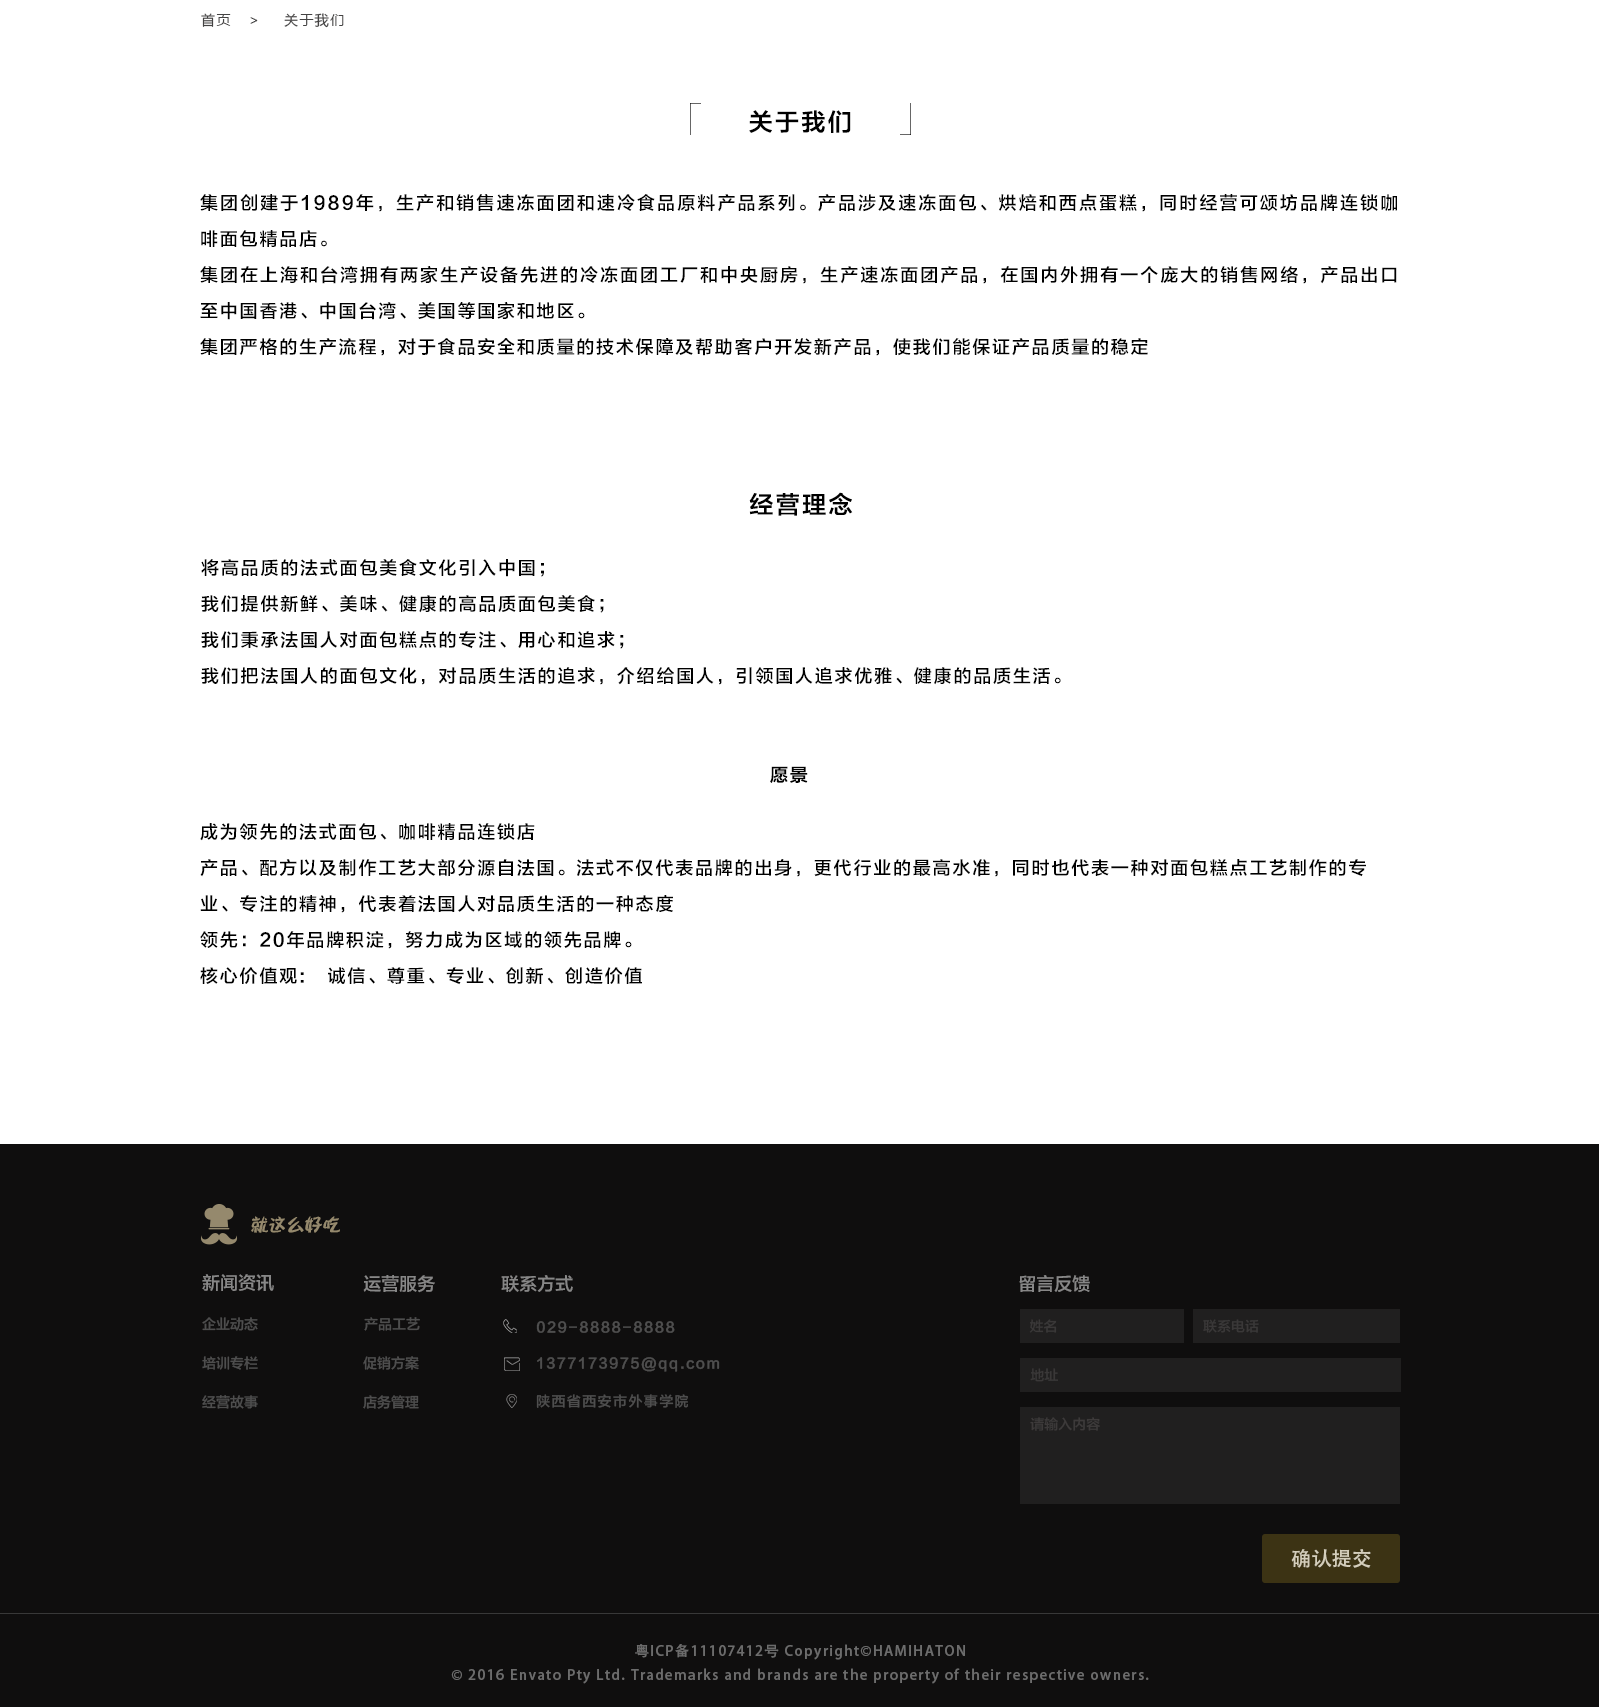 首页 > 关于我们
关于我们
集团创建于1989年，生产和销售速冻面团和速冷食品原料产品系列。产品涉及速冻面包、烘焙和西点蛋糕，同时经营可颂坊品牌连锁咖
啡面包精品店。
集团在上海和台湾拥有两家生产设备先进的冷冻面团工厂和中央厨房，生产速冻面团产品，在国内外拥有一个庞大的销售网络，产品出口
至中国香港、中国台湾、美国等国家和地区。
集团严格的生产流程，对于食品安全和质量的技术保障及帮助客户开发新产品，使我们能保证产品质量的稳定
经营理念
将高品质的法式面包美食文化引入中国；
我们提供新鲜、美味、健康的高品质面包美食；
我们秉承法国人对面包糕点的专注、用心和追求；
我们把法国人的面包文化，对品质生活的追求，介绍给国人，引领国人追求优雅、健康的品质生活。
愿景
成为领先的法式面包、咖啡精品连锁店
产品、配方以及制作工艺大部分源自法国。法式不仅代表品牌的出身，更代行业的最高水准，同时也代表一种对面包糕点工艺制作的专
业、专注的精神，代表着法国人对品质生活的一种态度
领先：20年品牌积淀，努力成为区域的领先品牌。
核心价值观： 诚信、尊重、专业、创新、创造价值
就这么好吃
新闻资讯 运营服务 联系方式 留言反馈
企业动态 产品工艺 029-8888-8888 姓名 联系电话
培训专栏 促销方案 1377173975@qq.com 地址
经营故事 店务管理 陕西省西安市外事学院 请输入内容
确认提交
粤ICP备11107412号 Copyright©HAMIHATON
© 2016 Envato Pty Ltd. Trademarks and brands are the property of their respective owners.